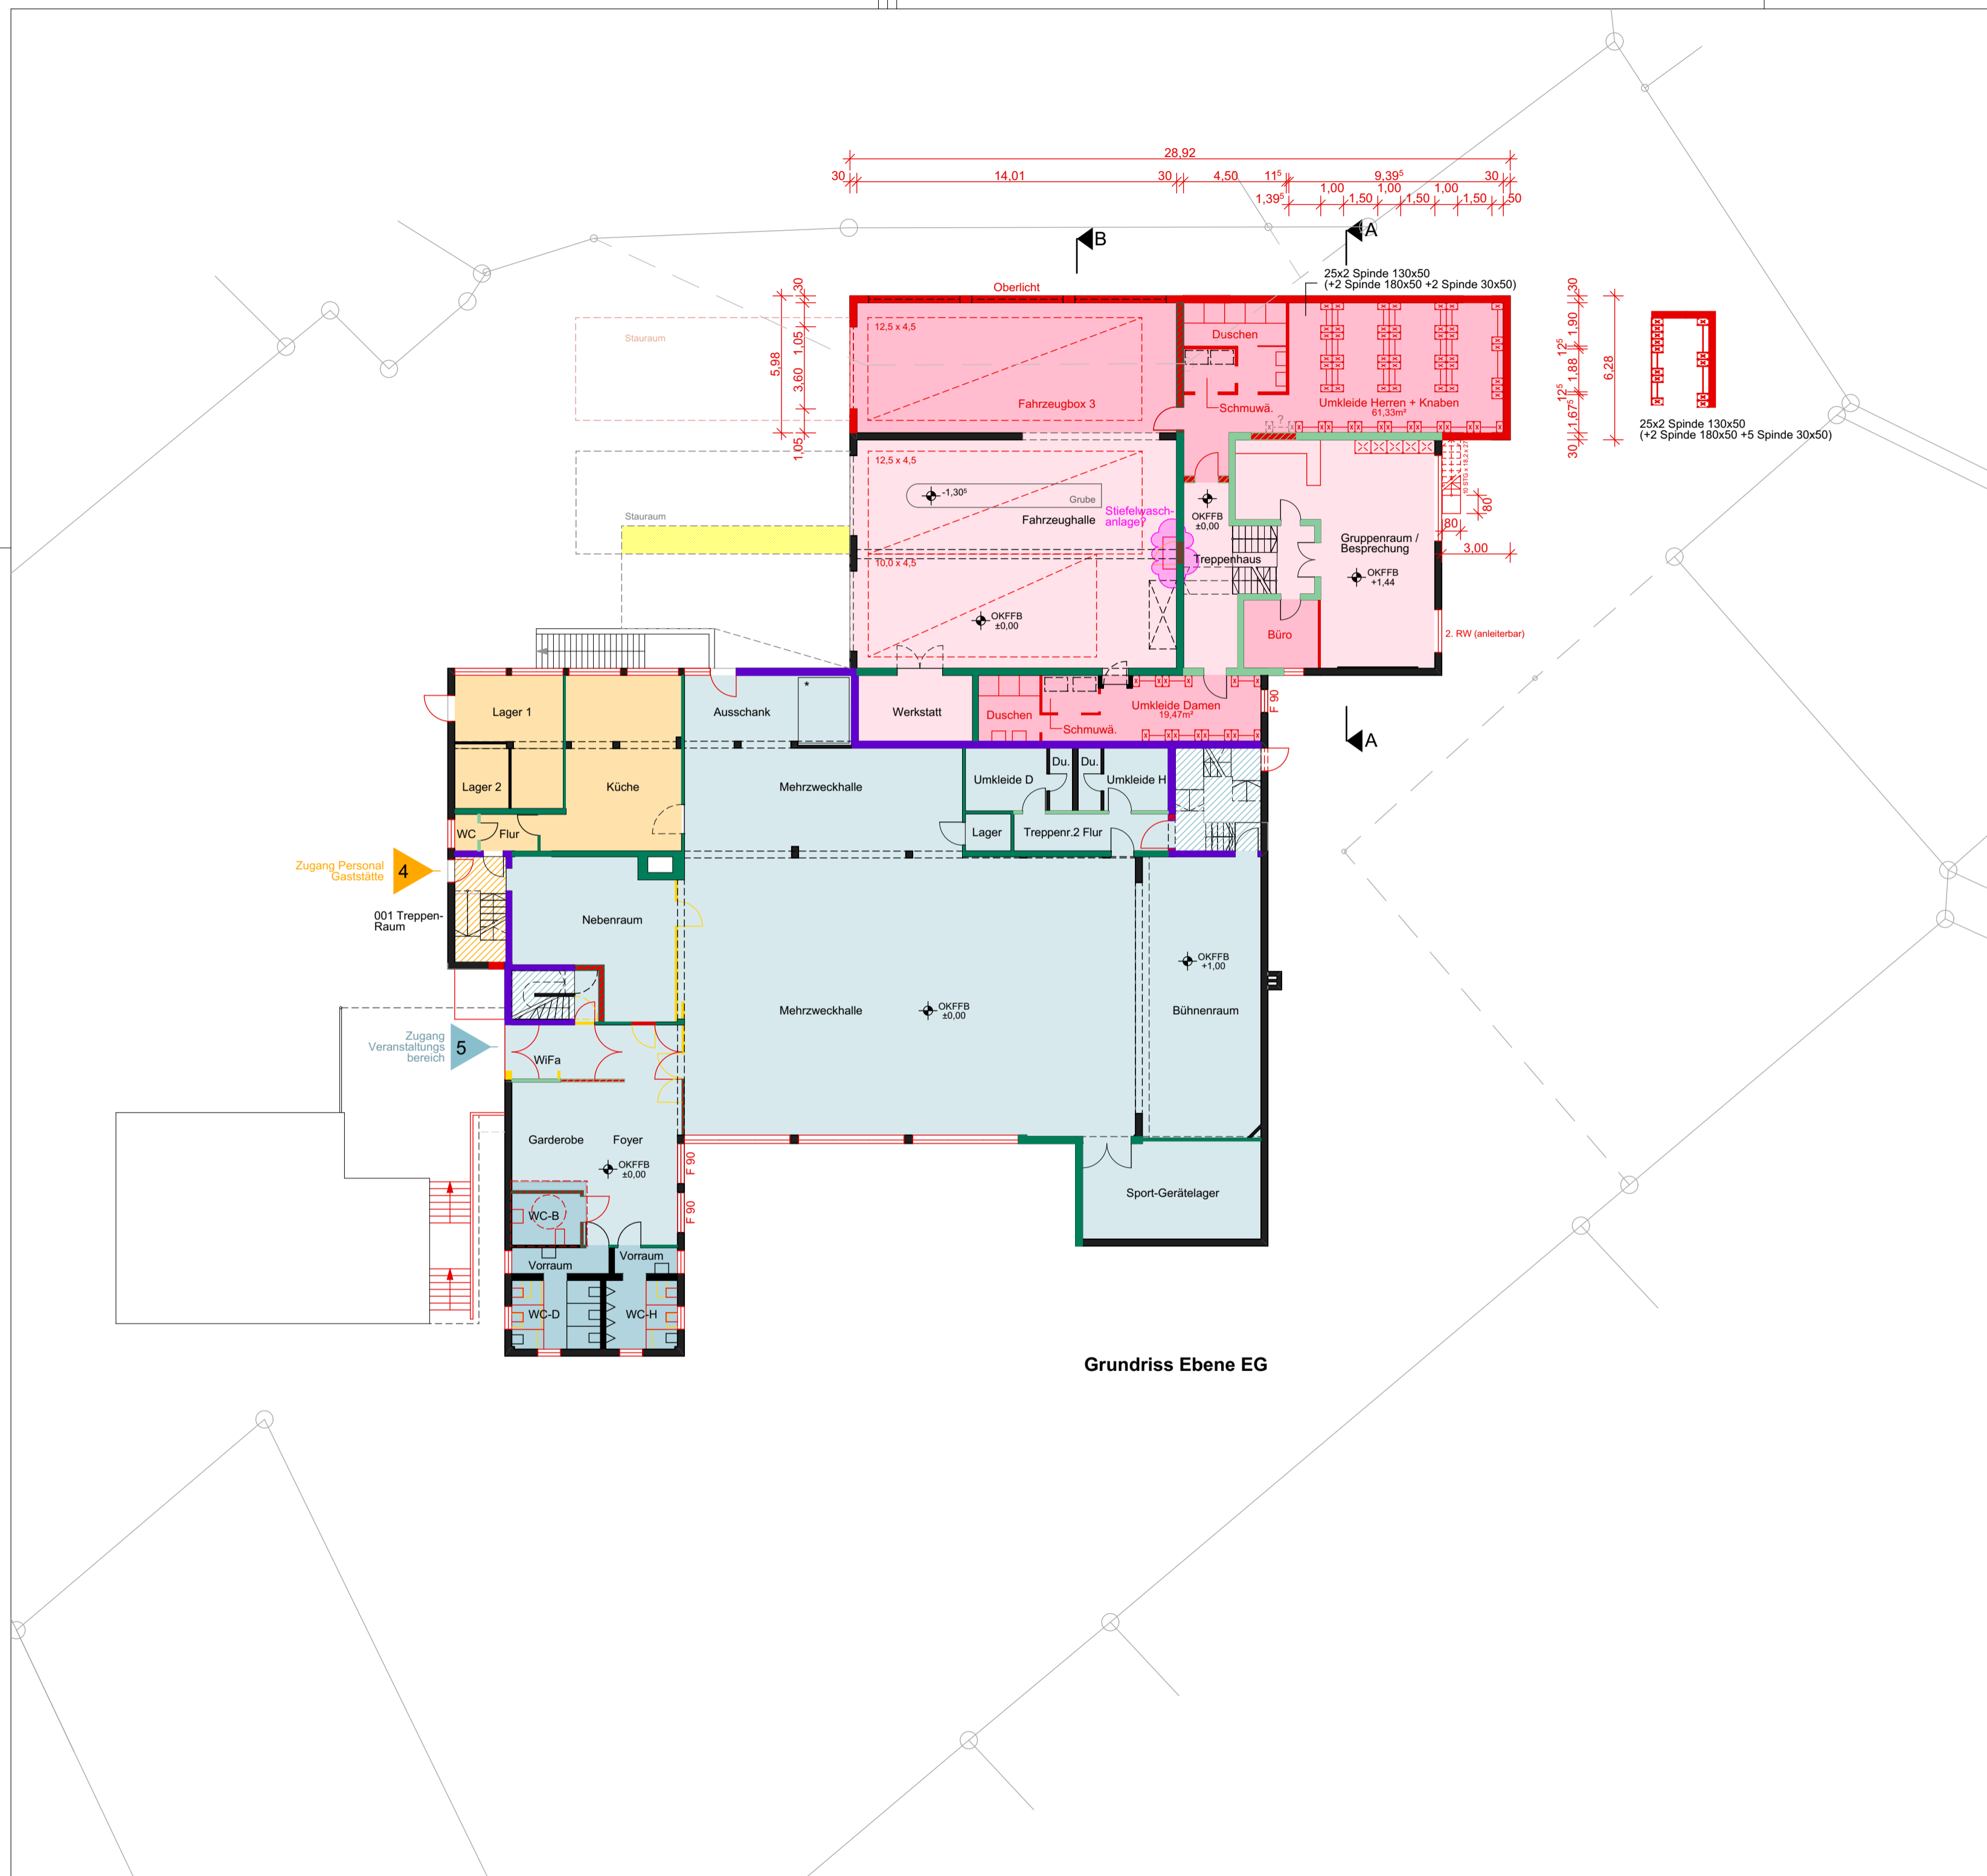 28,92
30
14,01
30
4,50
11⁵
9,39⁵
30
1,00
1,00
1,00
1,39⁵
1,50
1,50
1,50
50
B
A
25x2 Spinde 130x50
(+2 Spinde 180x50 +2 Spinde 30x50)
Oberlicht
30
1,05
3,60
5,98
1,05
30
1,90
12⁵
1,88
12⁵
1,67⁵
30
6,28
25x2 Spinde 130x50
(+2 Spinde 180x50 +5 Spinde 30x50)
Stauraum
12,5 x 4,5
Fahrzeugbox 3
Duschen
Schmuwä.
Umkleide Herren + Knaben
61,33m²
?
12,5 x 4,5
-1,30⁵
Grube
Fahrzeughalle
Stiefelwasch-
anlage?
OKFFB
±0,00
Treppenhaus
Gruppenraum /
Besprechung
OKFFB
+1,44
80
80
3,00
Stauraum
10,0 x 4,5
OKFFB
±0,00
Büro
2. RW (anleiterbar)
Lager 1
Ausschank
*
Werkstatt
Duschen
Schmuwä.
Umkleide Damen
19,47m²
F 90
A
Lager 2
Küche
Mehrzweckhalle
Umkleide D
Du.
Du.
Umkleide H
WC
Flur
Lager
Treppenr.2 Flur
Zugang Personal
Gaststätte
4
001 Treppen-
Raum
Nebenraum
OKFFB
+1,00
Mehrzweckhalle
OKFFB
±0,00
Bühnenraum
Zugang
Veranstaltungs
bereich
5
WiFa
Garderobe
Foyer
OKFFB
±0,00
F 90
F 90
Sport-Gerätelager
WC-B
Vorraum
Vorraum
WC-D
WC-H
Grundriss Ebene EG